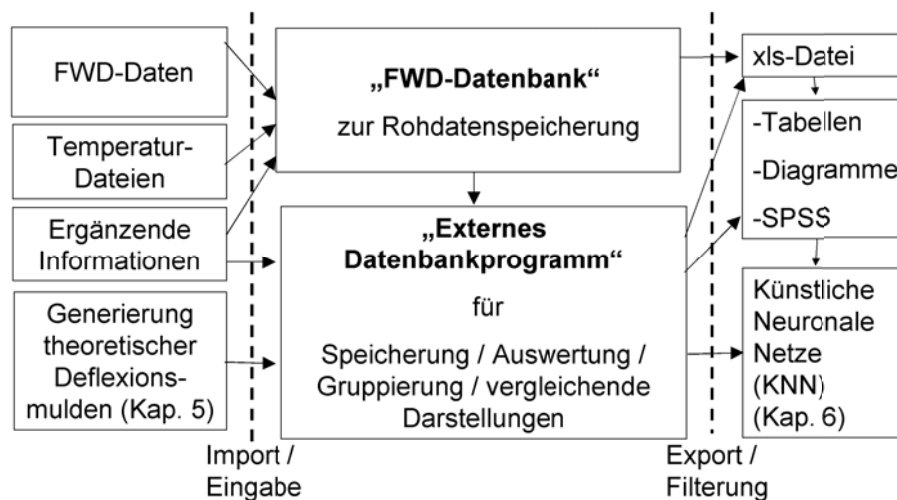 FWD-Daten
Temperatur-
Dateien
Ergänzende
Informationen
Generierung
theoretischer
Deflexions-
mulden (Kap. 5)
Import /
Eingabe
„FWD-Datenbank“
zur Rohdatenspeicherung
„Externes
Datenbankprogramm“
für
Speicherung / Auswertung /
Gruppierung / vergleichende
Darstellungen
Export /
Filterung
xls-Datei
-Tabellen
-Diagramme
-SPSS
Künstliche
Neuronale
Netze
(KNN)
(Kap. 6)